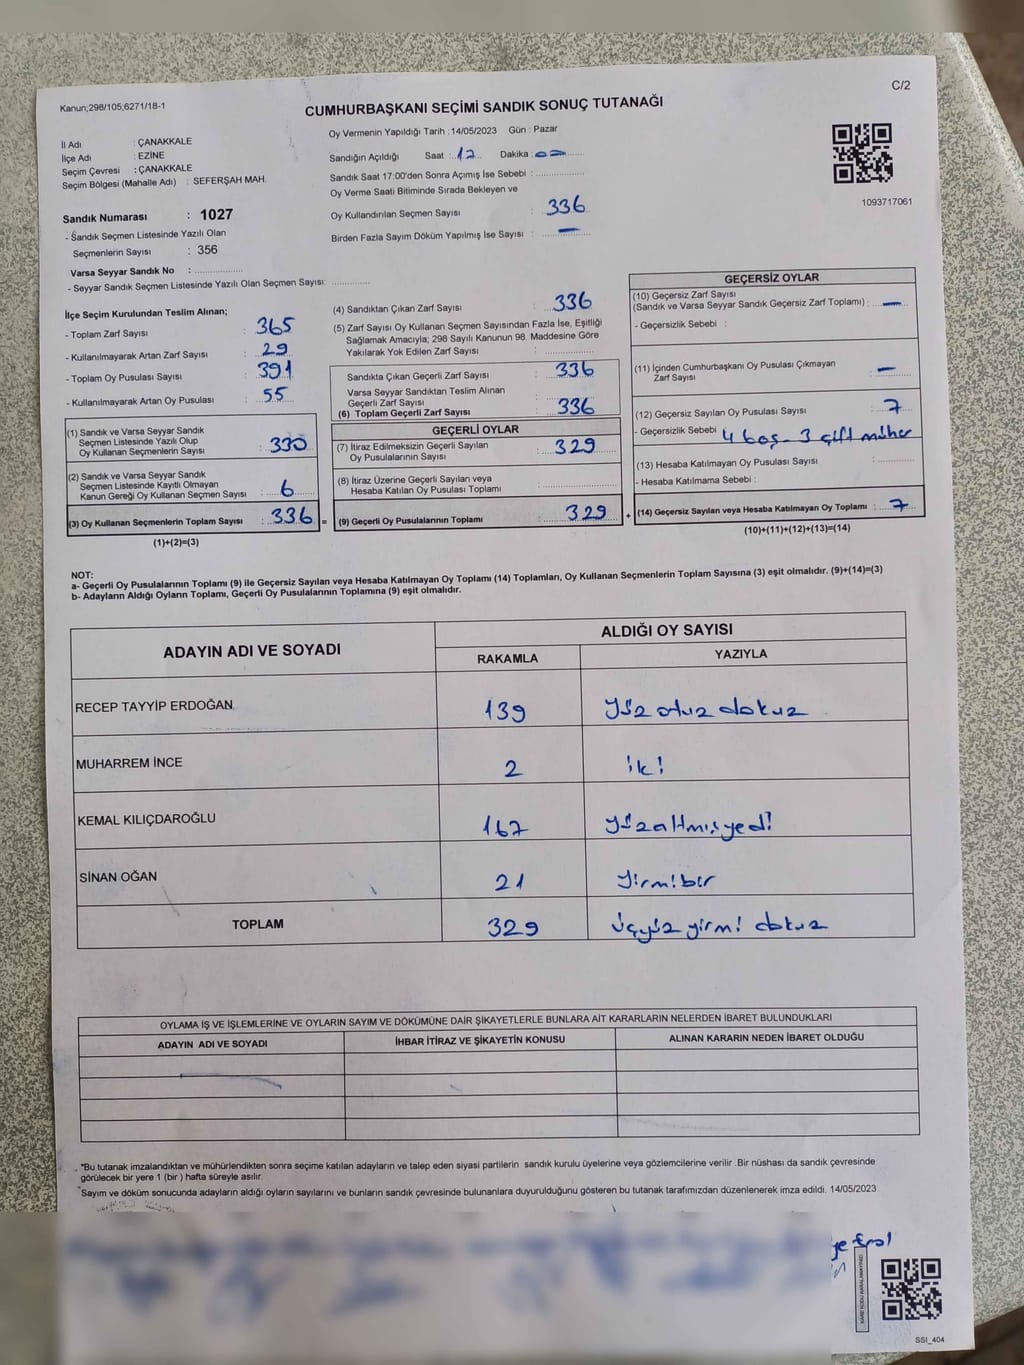 Kanun;298/105,6271/18-1
C/2
CUMHURBAŞKANI SEÇİMİ SANDIK SONUÇ TUTANAĞI
İl Adı : ÇANAKKALE
İlçe Adı : EZİNE
Seçim Çevresi : ÇANAKKALE
Seçim Bölgesi (Mahalle Adı) : SEFERŞAH MAH.
Oy Vermenin Yapıldığı Tarih : 14/05/2023 Gün : Pazar
Sandığın Açıldığı Saat : 17 Dakika :
Sandık Saat 17:00'den Sonra Açımış İse Sebebi :
Oy Verme Saati Bitiminde Sırada Bekleyen ve
Oy Kullandırılan Seçmen Sayısı : 336
Birden Fazla Sayım Döküm Yapılmış İse Sayısı : —
1093717061
Sandık Numarası : 1027
- Sandık Seçmen Listesinde Yazılı Olan
Seçmenlerin Sayısı : 356
Varsa Seyyar Sandık No :
- Seyyar Sandık Seçmen Listesinde Yazılı Olan Seçmen Sayısı:
İlçe Seçim Kurulundan Teslim Alınan;
- Toplam Zarf Sayısı : 365
- Kullanılmayarak Artan Zarf Sayısı : 29
- Toplam Oy Pusulası Sayısı : 391
- Kullanılmayarak Artan Oy Pusulası : 55
(1) Sandık ve Varsa Seyyar Sandık
Seçmen Listesinde Yazılı Olup
Oy Kullanan Seçmenlerin Sayısı : 330
(2) Sandık ve Varsa Seyyar Sandık
Seçmen Listesinde Kayıtlı Olmayan
Kanun Gereği Oy Kullanan Seçmen Sayısı : 6
(3) Oy Kullanan Seçmenlerin Toplam Sayısı : 336 =
(1)+(2)=(3)
(4) Sandıktan Çıkan Zarf Sayısı : 336
(5) Zarf Sayısı Oy Kullanan Seçmen Sayısından Fazla İse, Eşitliği
Sağlamak Amacıyla; 298 Sayılı Kanunun 98. Maddesine Göre
Yakılarak Yok Edilen Zarf Sayısı :
Sandıkta Çıkan Geçerli Zarf Sayısı : 336
Varsa Seyyar Sandıktan Teslim Alınan
Geçerli Zarf Sayısı :
(6) Toplam Geçerli Zarf Sayısı : 336
GEÇERLİ OYLAR
(7) İtiraz Edilmeksizin Geçerli Sayılan
Oy Pusulalarının Sayısı : 329
(8) İtiraz Üzerine Geçerli Sayılan veya
Hesaba Katılan Oy Pusulası Toplamı :
(9) Geçerli Oy Pusulalarının Toplamı : 329 +
GEÇERSİZ OYLAR
(10) Geçersiz Zarf Sayısı
(Sandık ve Varsa Seyyar Sandık Geçersiz Zarf Toplamı) : —
- Geçersizlik Sebebi :
(11) İçinden Cumhurbaşkanı Oy Pusulası Çıkmayan
Zarf Sayısı : —
(12) Geçersiz Sayılan Oy Pusulası Sayısı : 7
- Geçersizlik Sebebi 4 boş - 3 çift mühür
(13) Hesaba Katılmayan Oy Pusulası Sayısı :
- Hesaba Katılmama Sebebi :
(14) Geçersiz Sayılan veya Hesaba Katılmayan Oy Toplamı : 7
(10)+(11)+(12)+(13)=(14)
NOT:
a- Geçerli Oy Pusulalarının Toplamı (9) ile Geçersiz Sayılan veya Hesaba Katılmayan Oy Toplamı (14) Toplamları, Oy Kullanan Seçmenlerin Toplam Sayısına (3) eşit olmalıdır. (9)+(14)=(3)
b- Adayların Aldığı Oyların Toplamı, Geçerli Oy Pusulalarının Toplamına (9) eşit olmalıdır.
ADAYIN ADI VE SOYADI ALDIĞI OY SAYISI
RAKAMLA YAZIYLA
RECEP TAYYİP ERDOĞAN 139 Yüz otuz dokuz
MUHARREM İNCE 2 iki
KEMAL KILIÇDAROĞLU 167 Yüzaltmışyedi
SİNAN OĞAN 21 Yirmibir
TOPLAM 329 üçyüz yirmi dokuz
OYLAMA İŞ VE İŞLEMLERİNE VE OYLARIN SAYIM VE DÖKÜMÜNE DAİR ŞİKAYETLERLE BUNLARA AİT KARARLARIN NELERDEN İBARET BULUNDUKLARI
ADAYIN ADI VE SOYADI İHBAR İTİRAZ VE ŞİKAYETİN KONUSU ALINAN KARARIN NEDEN İBARET OLDUĞU
*Bu tutanak imzalandıktan ve mühürlendikten sonra seçime katılan adayların ve talep eden siyasi partilerin sandık kurulu üyelerine veya gözlemcilerine verilir .Bir nüshası da sandık çevresinde
görülecek bir yere 1 (bir ) hafta süreyle asılır.
*Sayım ve döküm sonucunda adayların aldığı oyların sayılarını ve bunların sandık çevresinde bulunanlara duyurulduğunu gösteren bu tutanak tarafımızdan düzenlenerek imza edildi. 14/05/2023
Erol
KARE KODU KARALAMAYINIZ
SSİ_404